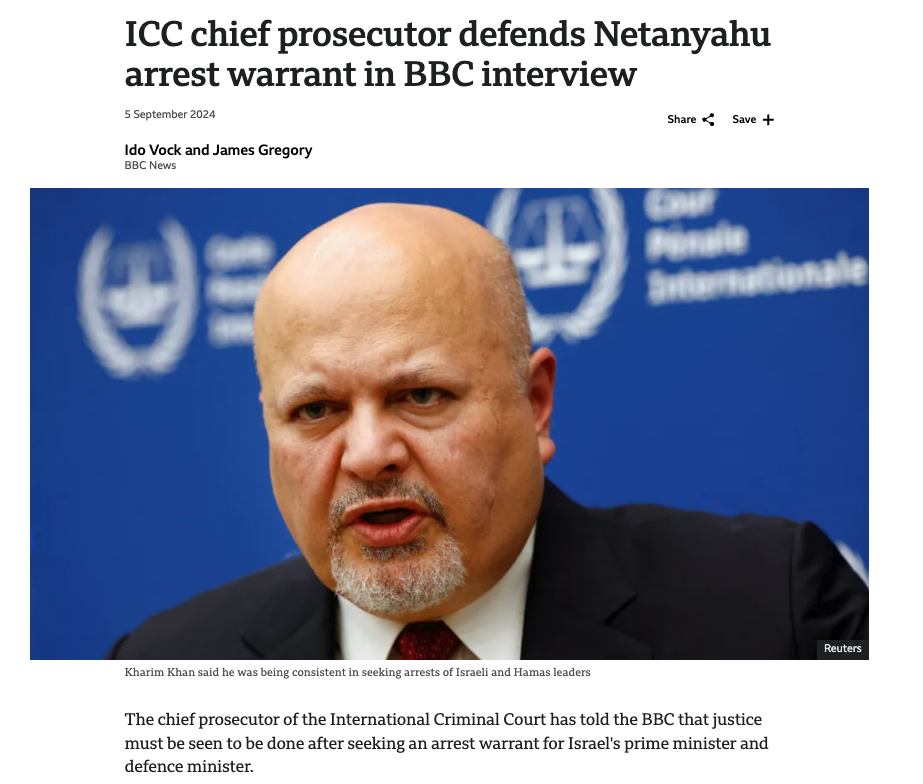 ICC chief prosecutor defends Netanyahu
arrest warrant in BBC interview
5 September 2024
Share
Save
Ido Vock and James Gregory
BBC News
Cour
Pénale
Internationale
Reuters
Kharim Khan said he was being consistent in seeking arrests of Israeli and Hamas leaders
The chief prosecutor of the International Criminal Court has told the BBC that justice
must be seen to be done after seeking an arrest warrant for Israel's prime minister and
defence minister.